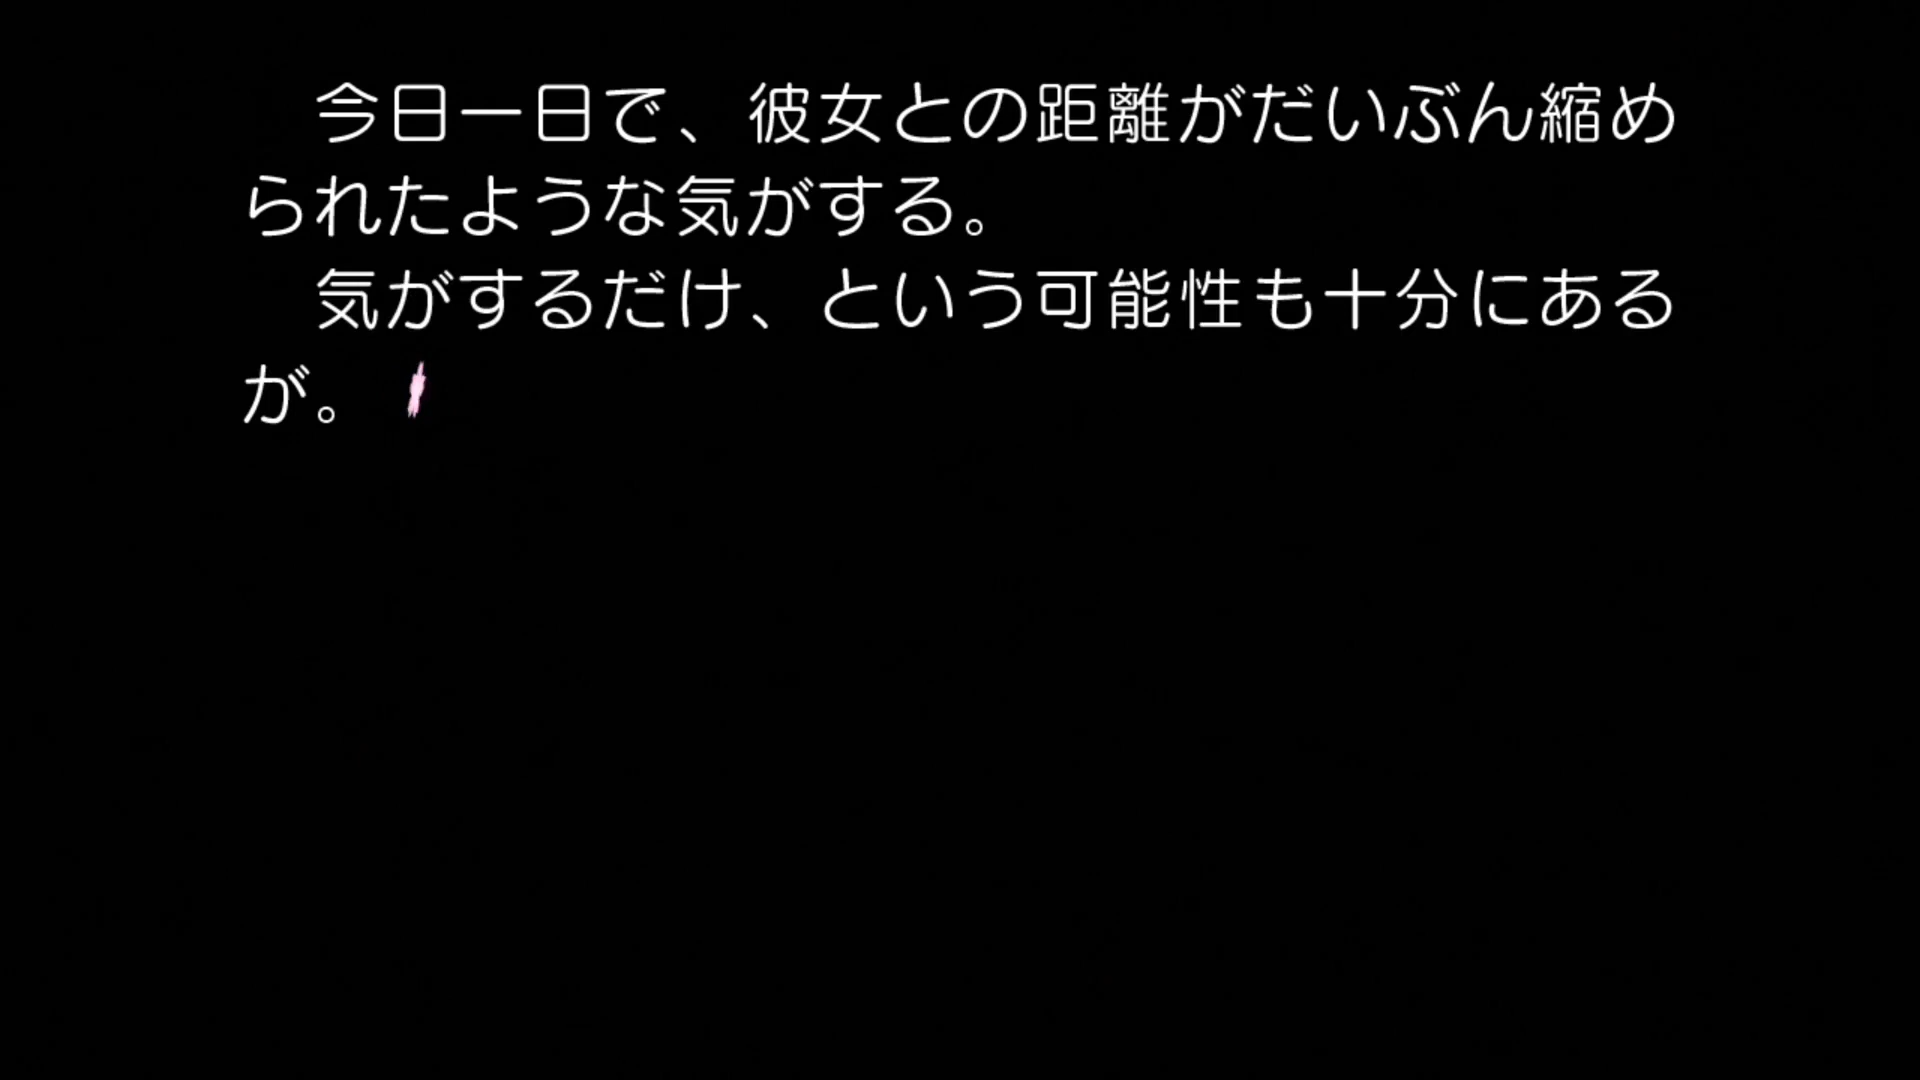 今日一日で、彼女との距離がだいぶん縮め
られたような気がする。
　気がするだけ、という可能性も十分にある
が。